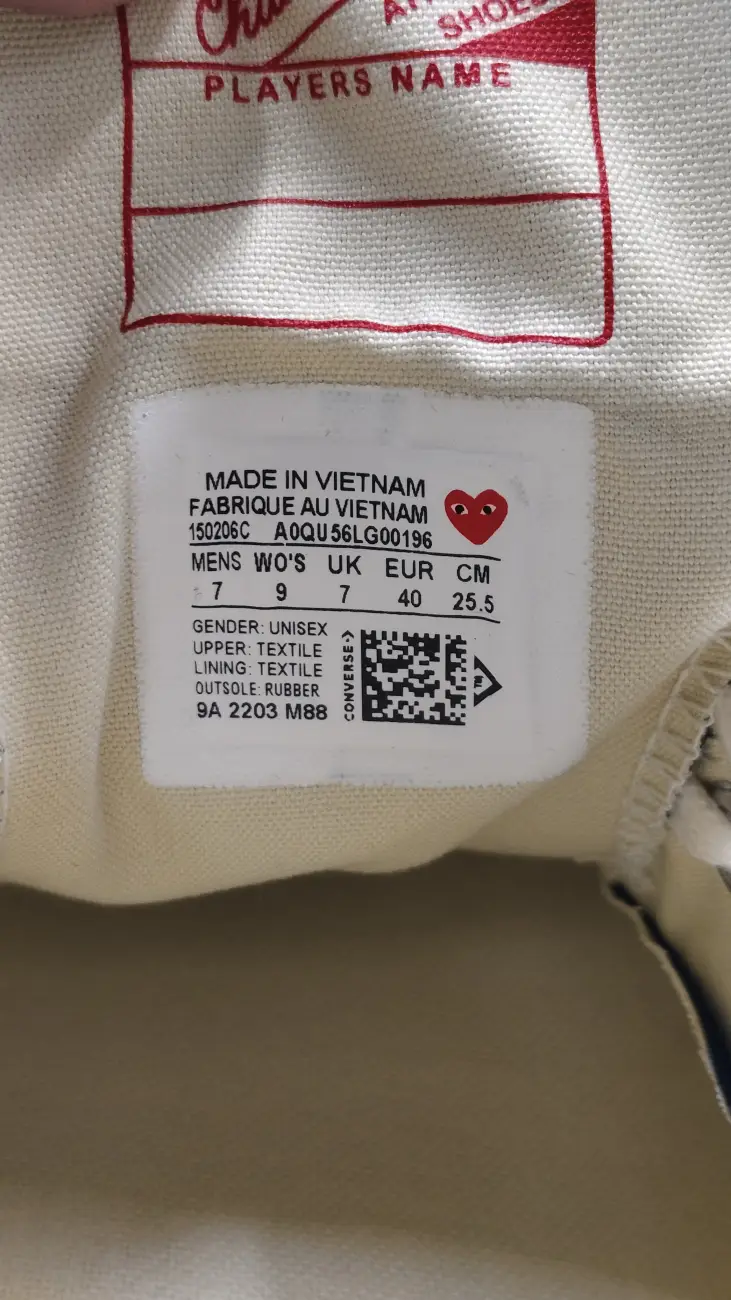 SHOES
PLAYERS NAME
MADE IN VIETNAM
FABRIQUE AU VIETNAM
150206C A0QU56LG00196
MENS WO'S UK EUR CM
7 9 7 40 25.5
GENDER: UNISEX
UPPER: TEXTILE
LINING: TEXTILE
OUTSOLE: RUBBER
9A 2203 M88
CONVERSE
TM